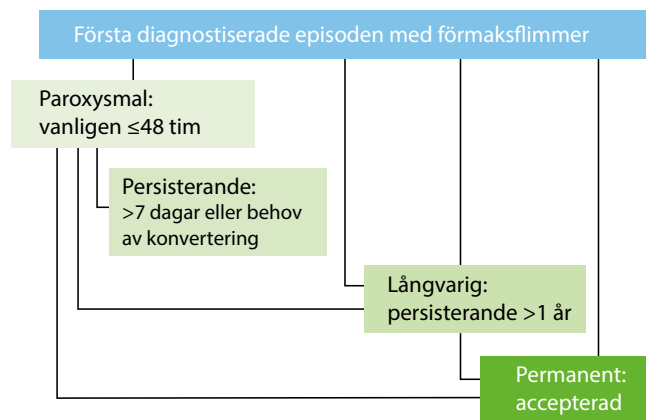 Första diagnostiserade episoden med förmaksflimmer
Paroxysmal:
vanligen ≤48 tim
Persisterande:
>7 dagar eller behov
av konvertering
Långvarig:
persisterande >1 år
Permanent:
accepterad